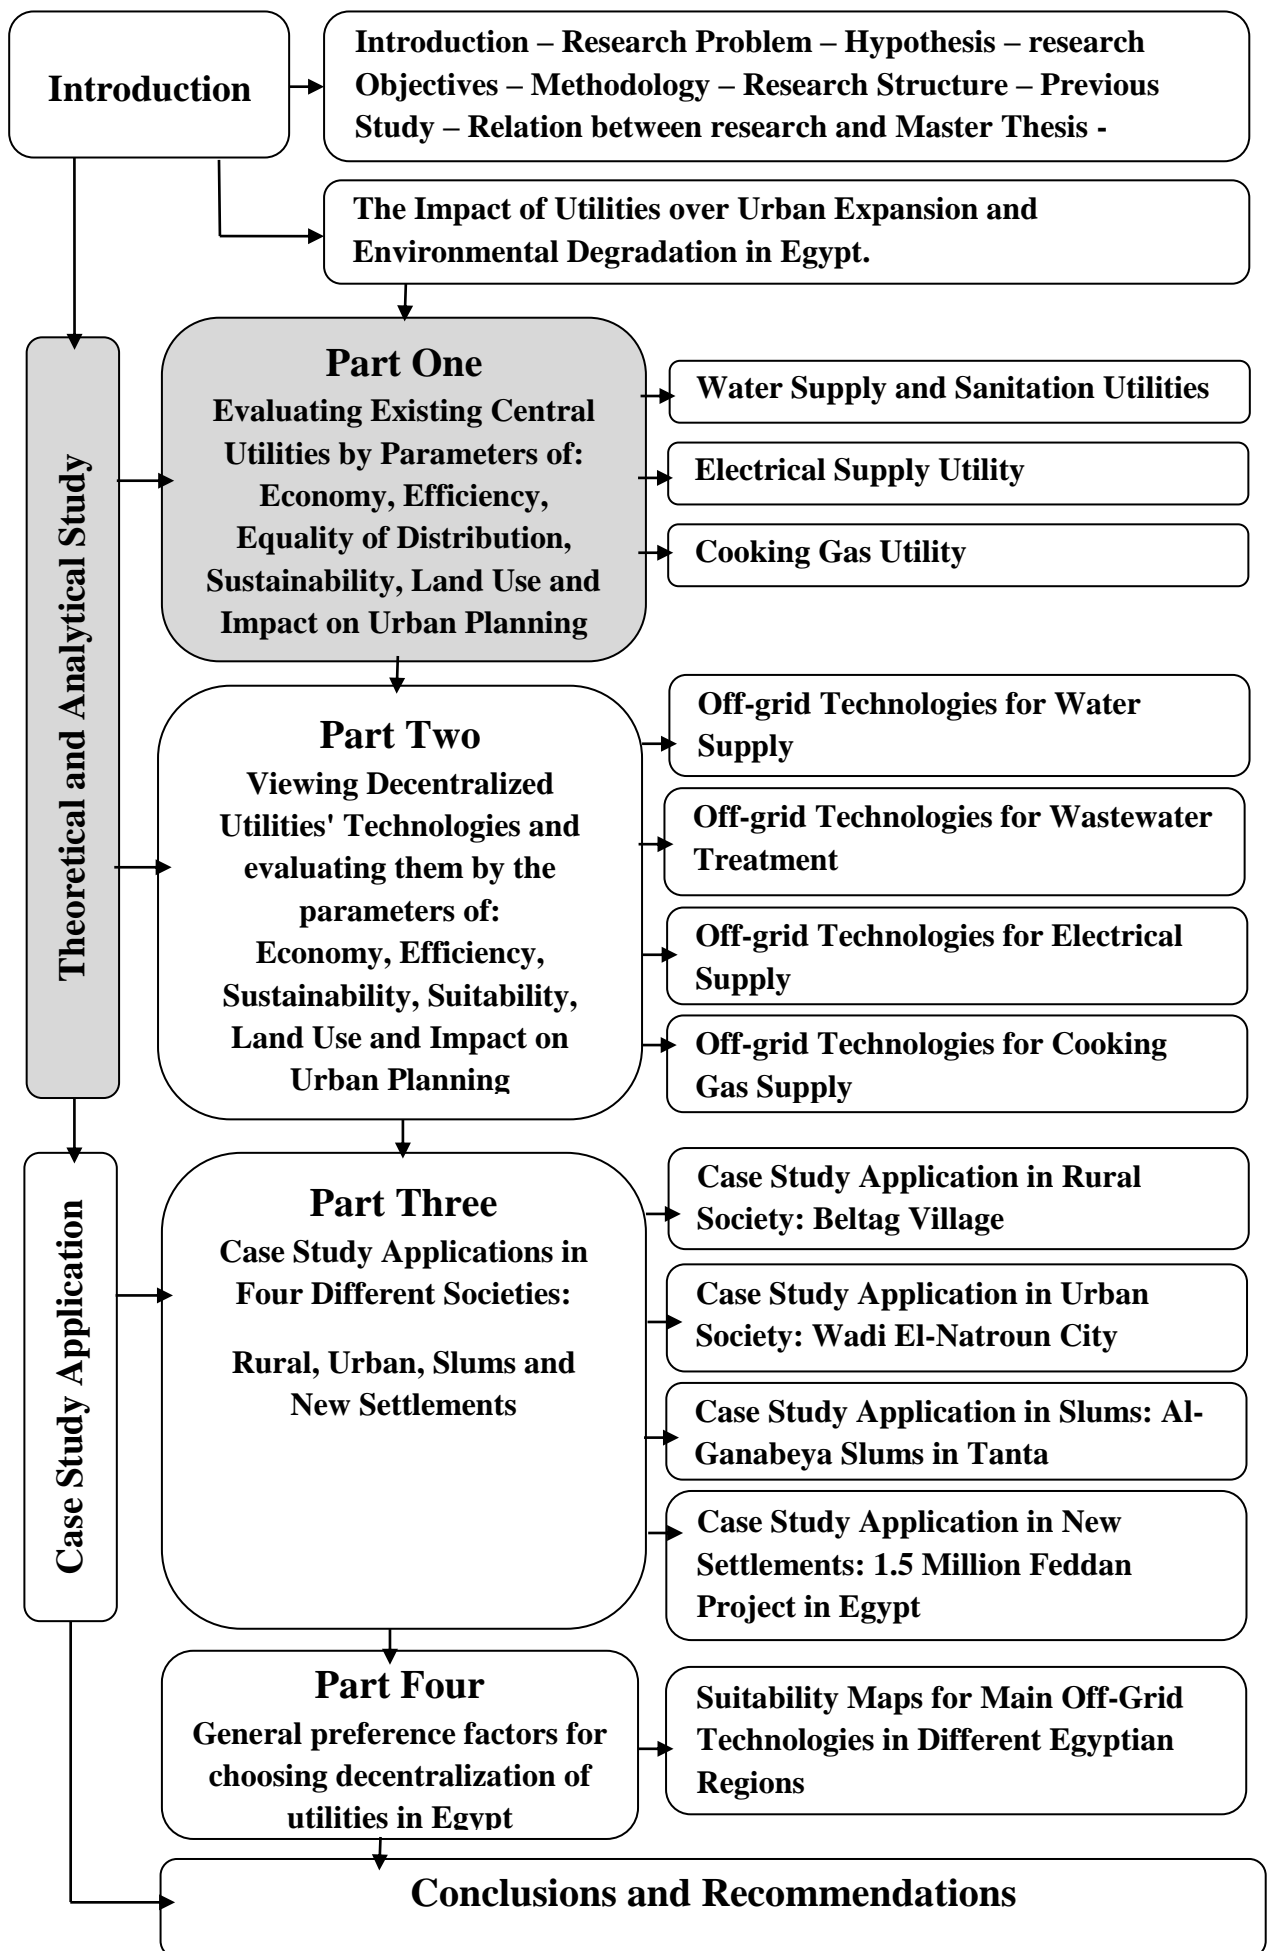 Introduction
Introduction – Research Problem – Hypothesis – research
Objectives – Methodology – Research Structure – Previous
Study – Relation between research and Master Thesis -
The Impact of Utilities over Urban Expansion and
Environmental Degradation in Egypt.
Theoretical and Analytical Study
Part One
Evaluating Existing Central
Utilities by Parameters of:
Economy, Efficiency,
Equality of Distribution,
Sustainability, Land Use and
Impact on Urban Planning
Water Supply and Sanitation Utilities
Electrical Supply Utility
Cooking Gas Utility
Part Two
Viewing Decentralized
Utilities' Technologies and
evaluating them by the
parameters of:
Economy, Efficiency,
Sustainability, Suitability,
Land Use and Impact on
Urban Planning
Off-grid Technologies for Water
Supply
Off-grid Technologies for Wastewater
Treatment
Off-grid Technologies for Electrical
Supply
Off-grid Technologies for Cooking
Gas Supply
Case Study Application
Part Three
Case Study Applications in
Four Different Societies:
Rural, Urban, Slums and
New Settlements
Case Study Application in Rural
Society: Beltag Village
Case Study Application in Urban
Society: Wadi El-Natroun City
Case Study Application in Slums: Al-
Ganabeya Slums in Tanta
Case Study Application in New
Settlements: 1.5 Million Feddan
Project in Egypt
Part Four
General preference factors for
choosing decentralization of
utilities in Egypt
Suitability Maps for Main Off-Grid
Technologies in Different Egyptian
Regions
Conclusions and Recommendations